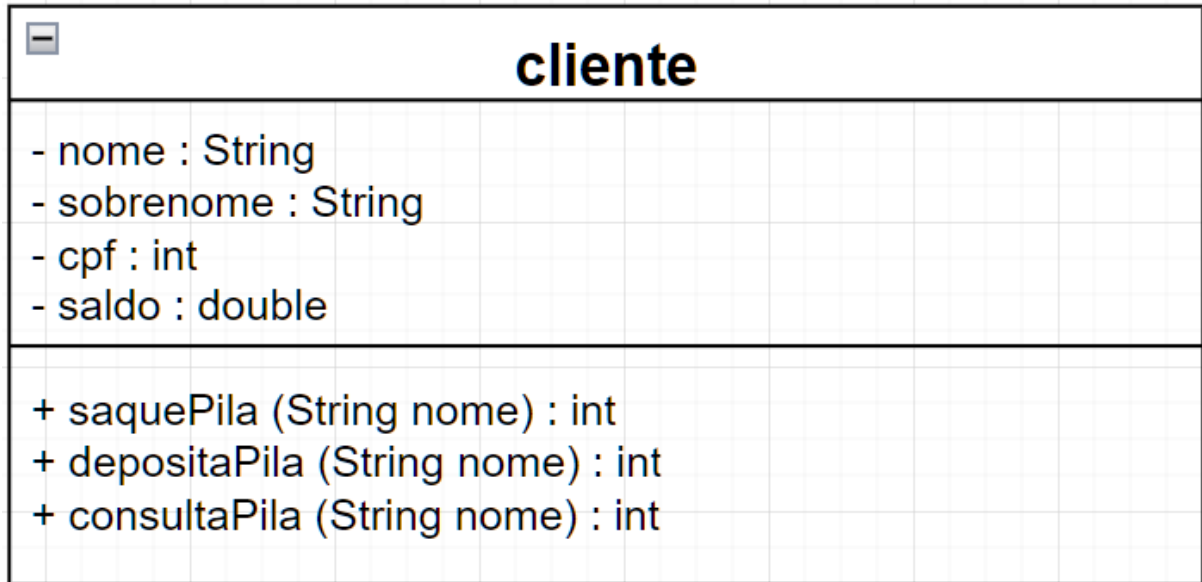 cliente
- nome : String
- sobrenome : String
- cpf : int
- saldo : double
+ saquePila (String nome) : int
+ depositaPila (String nome) : int
+ consultaPila (String nome) : int